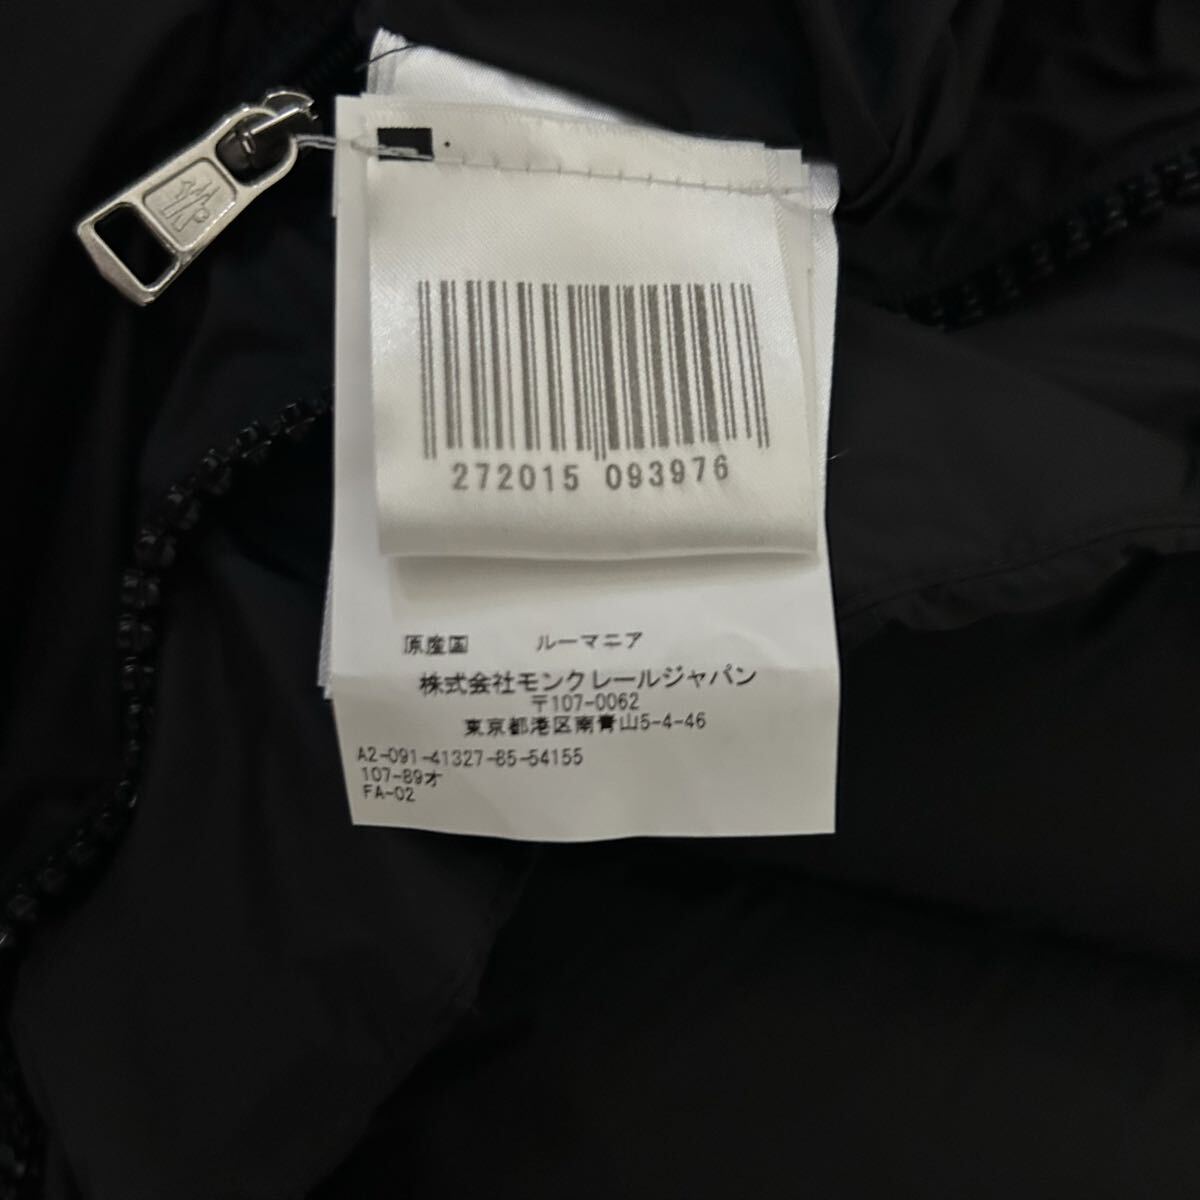 272015 093976
原産国 ルーマニア
株式会社モンクレールジャパン
〒107-0062
東京都港区南青山5-4-46
A2-091-41327-85-54155
107-89オ
FA-02